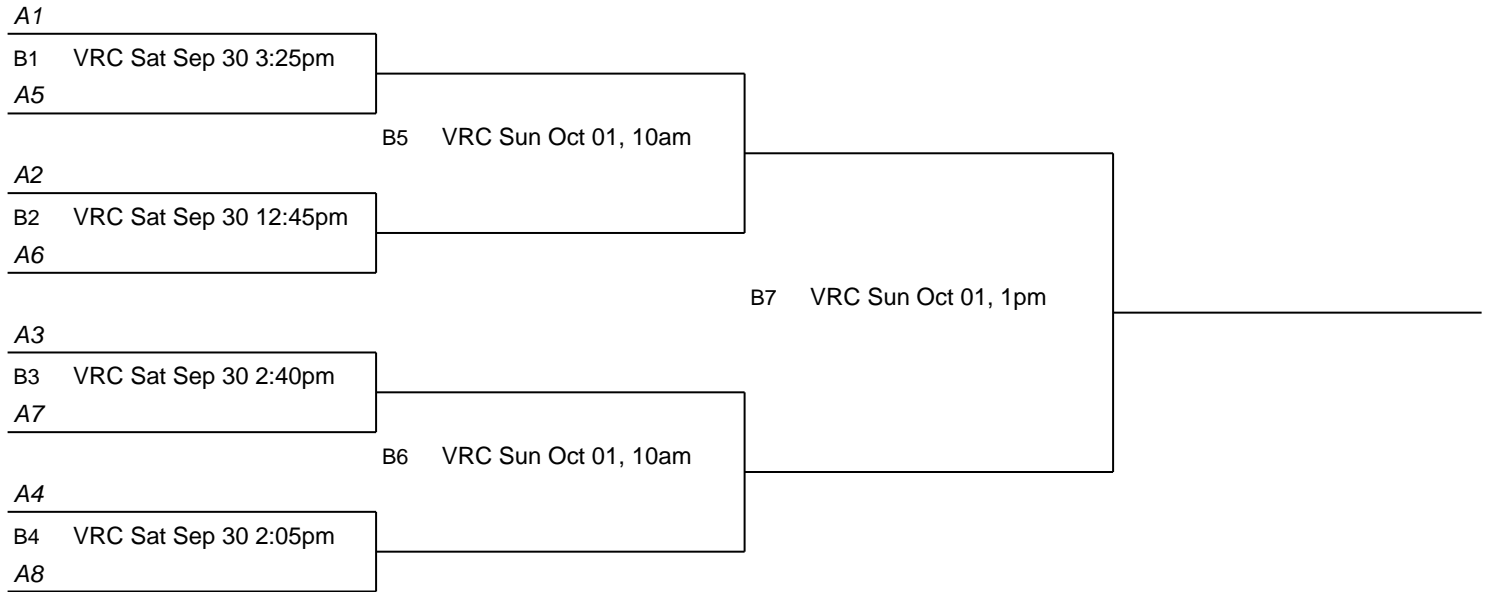 A1
B1 VRC Sat Sep 30 3:25pm
A5
B5 VRC Sun Oct 01, 10am
A2
B2 VRC Sat Sep 30 12:45pm
A6
B7 VRC Sun Oct 01, 1pm
A3
B3 VRC Sat Sep 30 2:40pm
A7
B6 VRC Sun Oct 01, 10am
A4
B4 VRC Sat Sep 30 2:05pm
A8